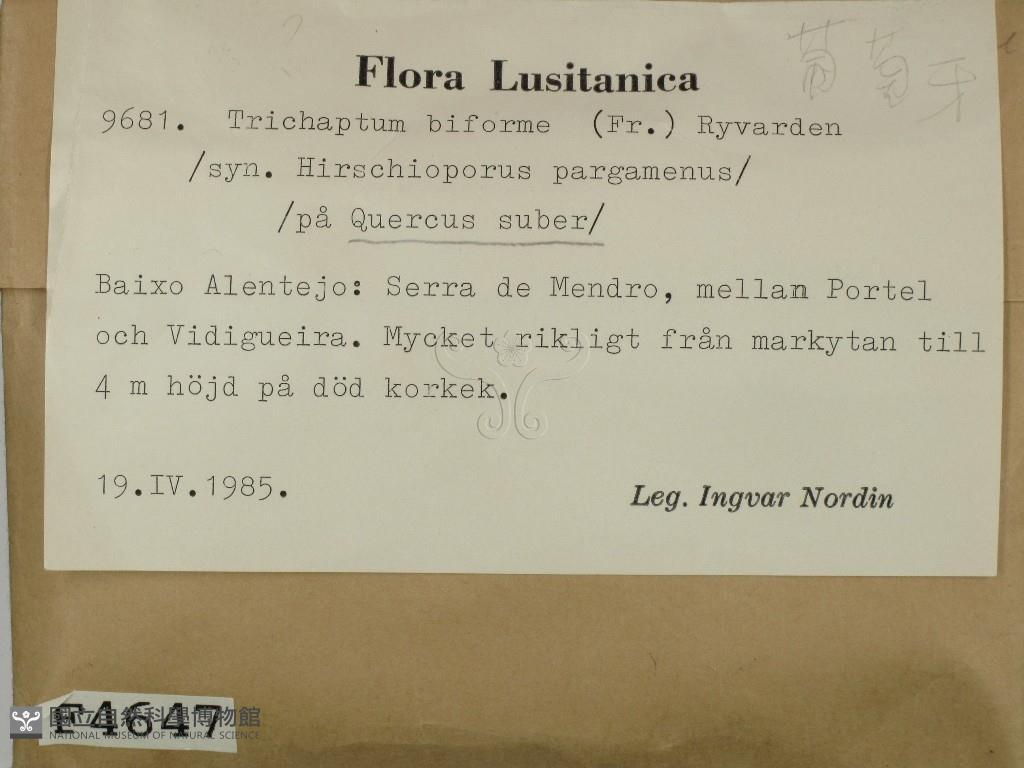 葡萄牙
Flora Lusitanica
9681. Trichaptum biforme (Fr.) Ryvarden
/syn. Hirschioporus pargamenus/
/på Quercus suber/
Baixo Alentejo: Serra de Mendro, mellan Portel
och Vidigueira. Mycket rikligt från markytan till
4 m höjd på död korkek.
19.IV.1985.
Leg. Ingvar Nordin
F4647
國立自然科學博物館
NATIONAL MUSEUM OF NATURAL SCIENCE